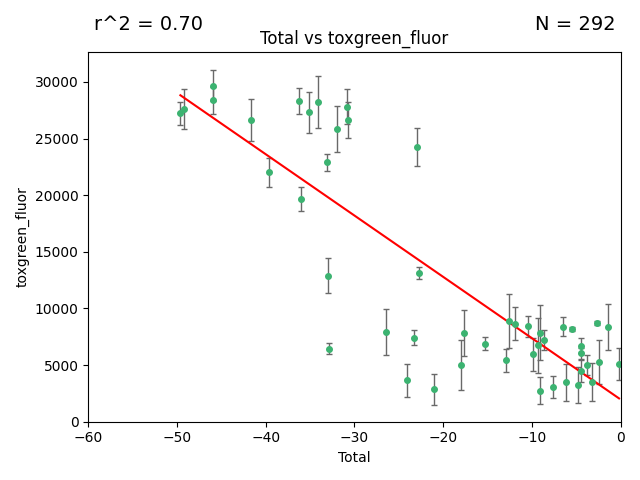 r^2 = 0.70
N = 292
Total vs toxgreen_fluor
30000
25000
20000
15000
10000
5000
0
toxgreen_fluor
−60
−50
−40
−30
−20
−10
0
Total